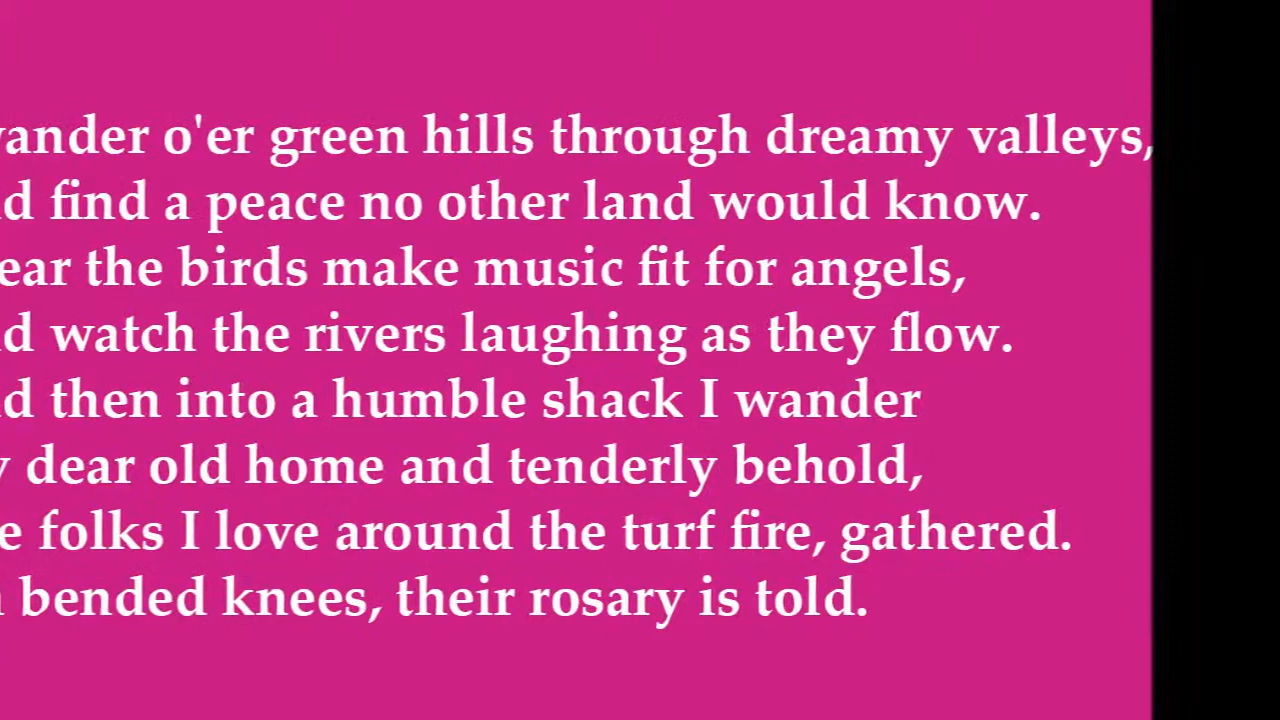 wander o'er green hills through dreamy valleys,
find a peace no other land would know.
the birds make music fit for angels,
watch the rivers laughing as they flow.
then into a humble shack I wander
dear old home and tenderly behold,
folks I love around the turf fire, gathered.
bended knees, their rosary is told.